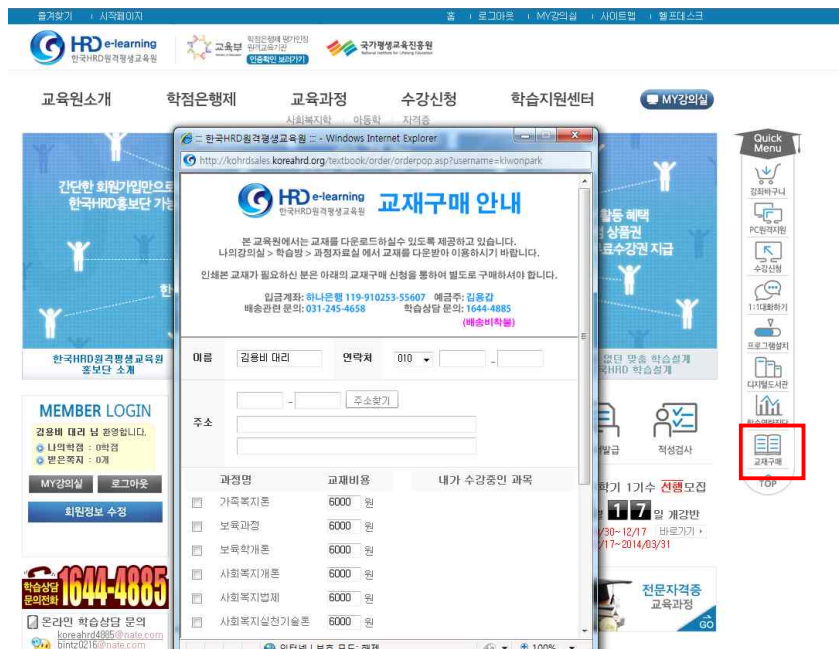 즐겨찾기 | 시작페이지
홈 | 로그아웃 | MY강의실 | 사이트맵 | 헬프데스크
HRD e-learning
한국HRD원격평생교육원
교육부
학점은행제 평가인정
원격교육기관
인증확인 보러가기
국가평생교육진흥원
National Institute for Lifelong Education
교육원소개 학점은행제 교육과정 수강신청 학습지원센터 MY강의실
사회복지학 아동학 자격증
간단한 회원가입만으로
한국HRD홍보단 가능
한
활동 혜택
상품권
무료수강권 지급
한국HRD원격평생교육원
홍보단 소개
없던 맞춤 학습설계
국HRD 학습설계
:: 한국HRD원격평생교육원 :: - Windows Internet Explorer
http://kohrdsales.koreahrd.org/textbook/order/orderpop.asp?username=kiwonpark
HRD e-learning
한국HRD원격평생교육원
교재구매 안내
본 교육원에서는 교재를 다운로드하실수 있도록 제공하고 있습니다.
나의강의실 > 학습방 > 과정자료실 에서 교재를 다운받아 이용하시기 바랍니다.
인쇄본 교재가 필요하신 분은 아래의 교재구매 신청을 통하여 별도로 구매하셔야 합니다.
입금계좌: 하나은행 119-910253-55607 예금주: 김용갑
배송관련 문의: 031-245-4658 학습상담 문의: 1644-4885
(배송비착불)
이름 김용비 대리 연락처 010 -
주소 - 주소찾기
과정명 교재비용 내가 수강중인 과목
가족복지론 6000 원
보육과정 6000 원
보육학개론 6000 원
사회복지개론 6000 원
사회복지법제 6000 원
사회복지실천기술론 6000 원
인터넷 | 보호 모드: 해제 100%
MEMBER LOGIN
김용비 대리 님 환영합니다.
나의학점 : 0학점
받은쪽지 : 0개
MY강의실 로그아웃
회원정보 수정
학습상담
문의전화 1644-4885
온라인 학습상담 문의
koreahrd4885@nate.com
bintz0216@nate.com
발급 적성검사
학기 1기수 선행모집
17 일 개강반
/30~12/17 바로가기
/17~2014/03/31
전문자격증
교육과정
GO
Quick
Menu
강좌바구니
PC원격지원
수강신청
1:1대화하기
프로그램설치
디지털도서관
학습역량진단
교재구매
TOP